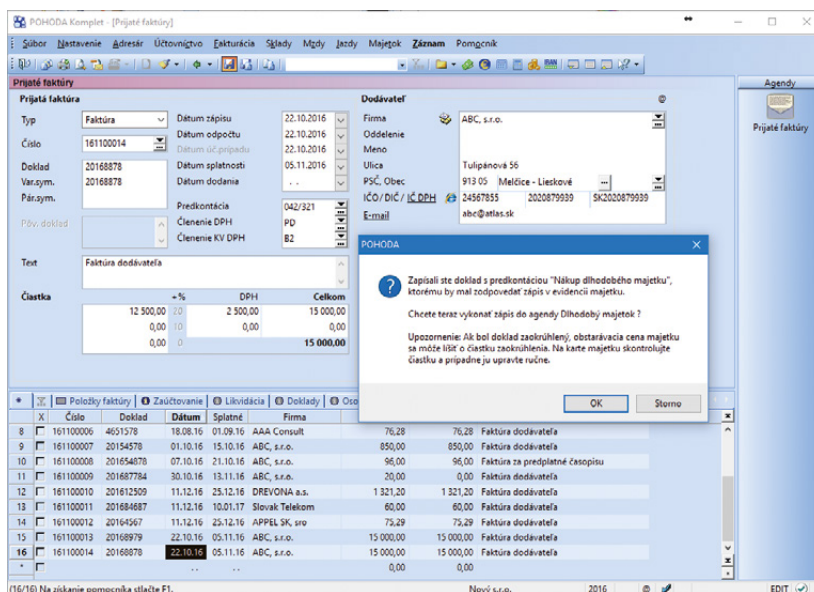 POHODA Komplet - [Prijaté faktúry]
Súbor Nastavenie Adresár Účtovníctvo Fakturácia Sklady Mzdy Jazdy Majetok Záznam Pomocník
Prijaté faktúry
Agendy
Prijaté faktúry
Prijatá faktúra
Typ Faktúra
Číslo 161100014
Doklad 20168878
Var.sym. 20168878
Pár.sym.
Pôv. doklad
Dátum zápisu 22.10.2016
Dátum odpočtu 22.10.2016
Dátum úč.prípadu 22.10.2016
Dátum splatnosti 05.11.2016
Dátum dodania . .
Predkontácia 042/321
Členenie DPH PD
Členenie KV DPH B2
Dodávateľ @
Firma ABC, s.r.o.
Oddelenie
Meno
Ulica Tulipánová 56
PSČ, Obec 913 05 Melčice - Lieskové ...
IČO/DIČ/IČ DPH 24567855 2020879939 SK2020879939
E-mail abc@atlas.sk
Text Faktúra dodávateľa
Čiastka +% DPH Celkom
12 500,00 20 2 500,00 15 000,00
0,00 10 0,00 0,00
0,00 0 15 000,00
POHODA
Zapísali ste doklad s predkontáciou "Nákup dlhodobého majetku",
ktorému by mal zodpovedať zápis v evidencii majetku.
Chcete teraz vykonať zápis do agendy Dlhodobý majetok ?
Upozornenie: Ak bol doklad zaokrúhlený, obstarávacia cena majetku
sa môže líšiť o čiastku zaokrúhlenia. Na karte majetku skontrolujte
čiastku a prípadne ju upravte ručne.
OK Storno
* Položky faktúry Zaúčtovanie Likvidácia Doklady Oso
X Číslo Doklad Dátum Splatné Firma
8 161100006 4651578 18.08.16 01.09.16 AAA Consult 76,28 76,28 Faktúra dodávateľa
9 161100007 20154578 01.10.16 15.10.16 ABC, s.r.o. 850,00 850,00 Faktúra dodávateľa
10 161100008 201654878 07.10.16 21.10.16 ABC, s.r.o. 96,00 96,00 Faktúra za predplatné časopisu
11 161100009 201687784 30.10.16 13.11.16 ABC, s.r.o. 20,00 0,00 Faktúra dodávateľa
12 161100010 201612509 11.12.16 25.12.16 DREVONA a.s. 1 321,20 1 321,20 Faktúra dodávateľa
13 161100011 201684687 11.12.16 10.01.17 Slovak Telekom 60,00 60,00 Faktúra dodávateľa
14 161100012 20164567 11.12.16 25.12.16 APPEL SK, sro 75,29 75,29 Faktúra dodávateľa
15 161100013 20168979 22.10.16 05.11.16 ABC, s.r.o. 15 000,00 15 000,00 Faktúra dodávateľa
16 161100014 20168878 22.10.16 05.11.16 ABC, s.r.o. 15 000,00 15 000,00 Faktúra dodávateľa
* . . . . 0,00 0,00
(16/16) Na získanie pomocníka stlačte F1. Nový s.r.o. 2016 @ EDIT